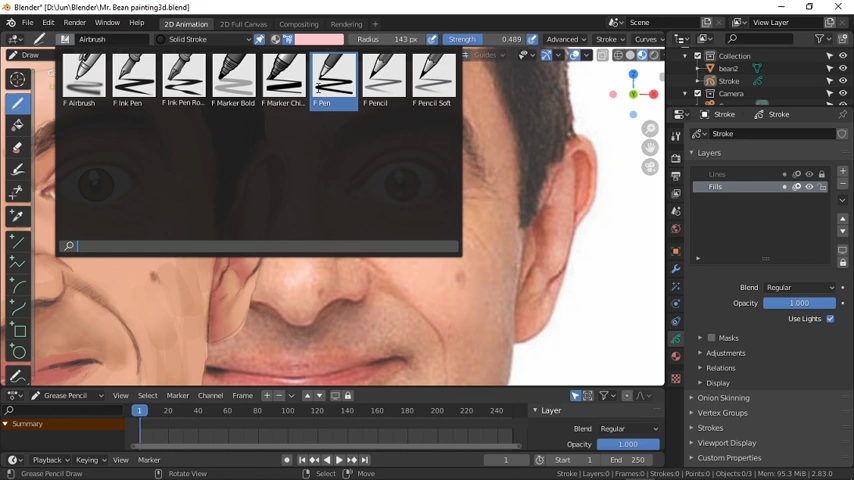 Blender* [D:\Jun\Blender\Mr. Bean painting3d.blend]
File Edit Render Window Help 2D Animation 2D Full Canvas Compositing Rendering Scene View Layer
Airbrush Solid Stroke Radius 143 px Strength 0.489 Advanced Stroke Curves
Draw Guides
F Airbrush F Ink Pen F Ink Pen Ro... F Marker Bold F Marker Chi... F Pen F Pencil F Pencil Soft
Collection
bean2
Stroke
Camera
Stroke Stroke
Stroke
Layers
Lines
Fills
Blend Regular
Opacity 1.000
Use Lights
Masks
Adjustments
Relations
Display
Onion Skinning
Vertex Groups
Strokes
Viewport Display
Custom Properties
Grease Pencil View Select Marker Channel Frame
1 20 40 60 80 100 120 140 160 180 200 220 240
Summary
Layer
Blend Regular
Opacity 1.000
Playback Keying View Marker 1 Start 1 End 250
Grease Pencil Draw Rotate View Select Move Stroke | Layers:0 | Frames:0 | Strokes:0 | Points:0 | Objects:0/3 | Mem: 95.3 MiB | 2.83.0